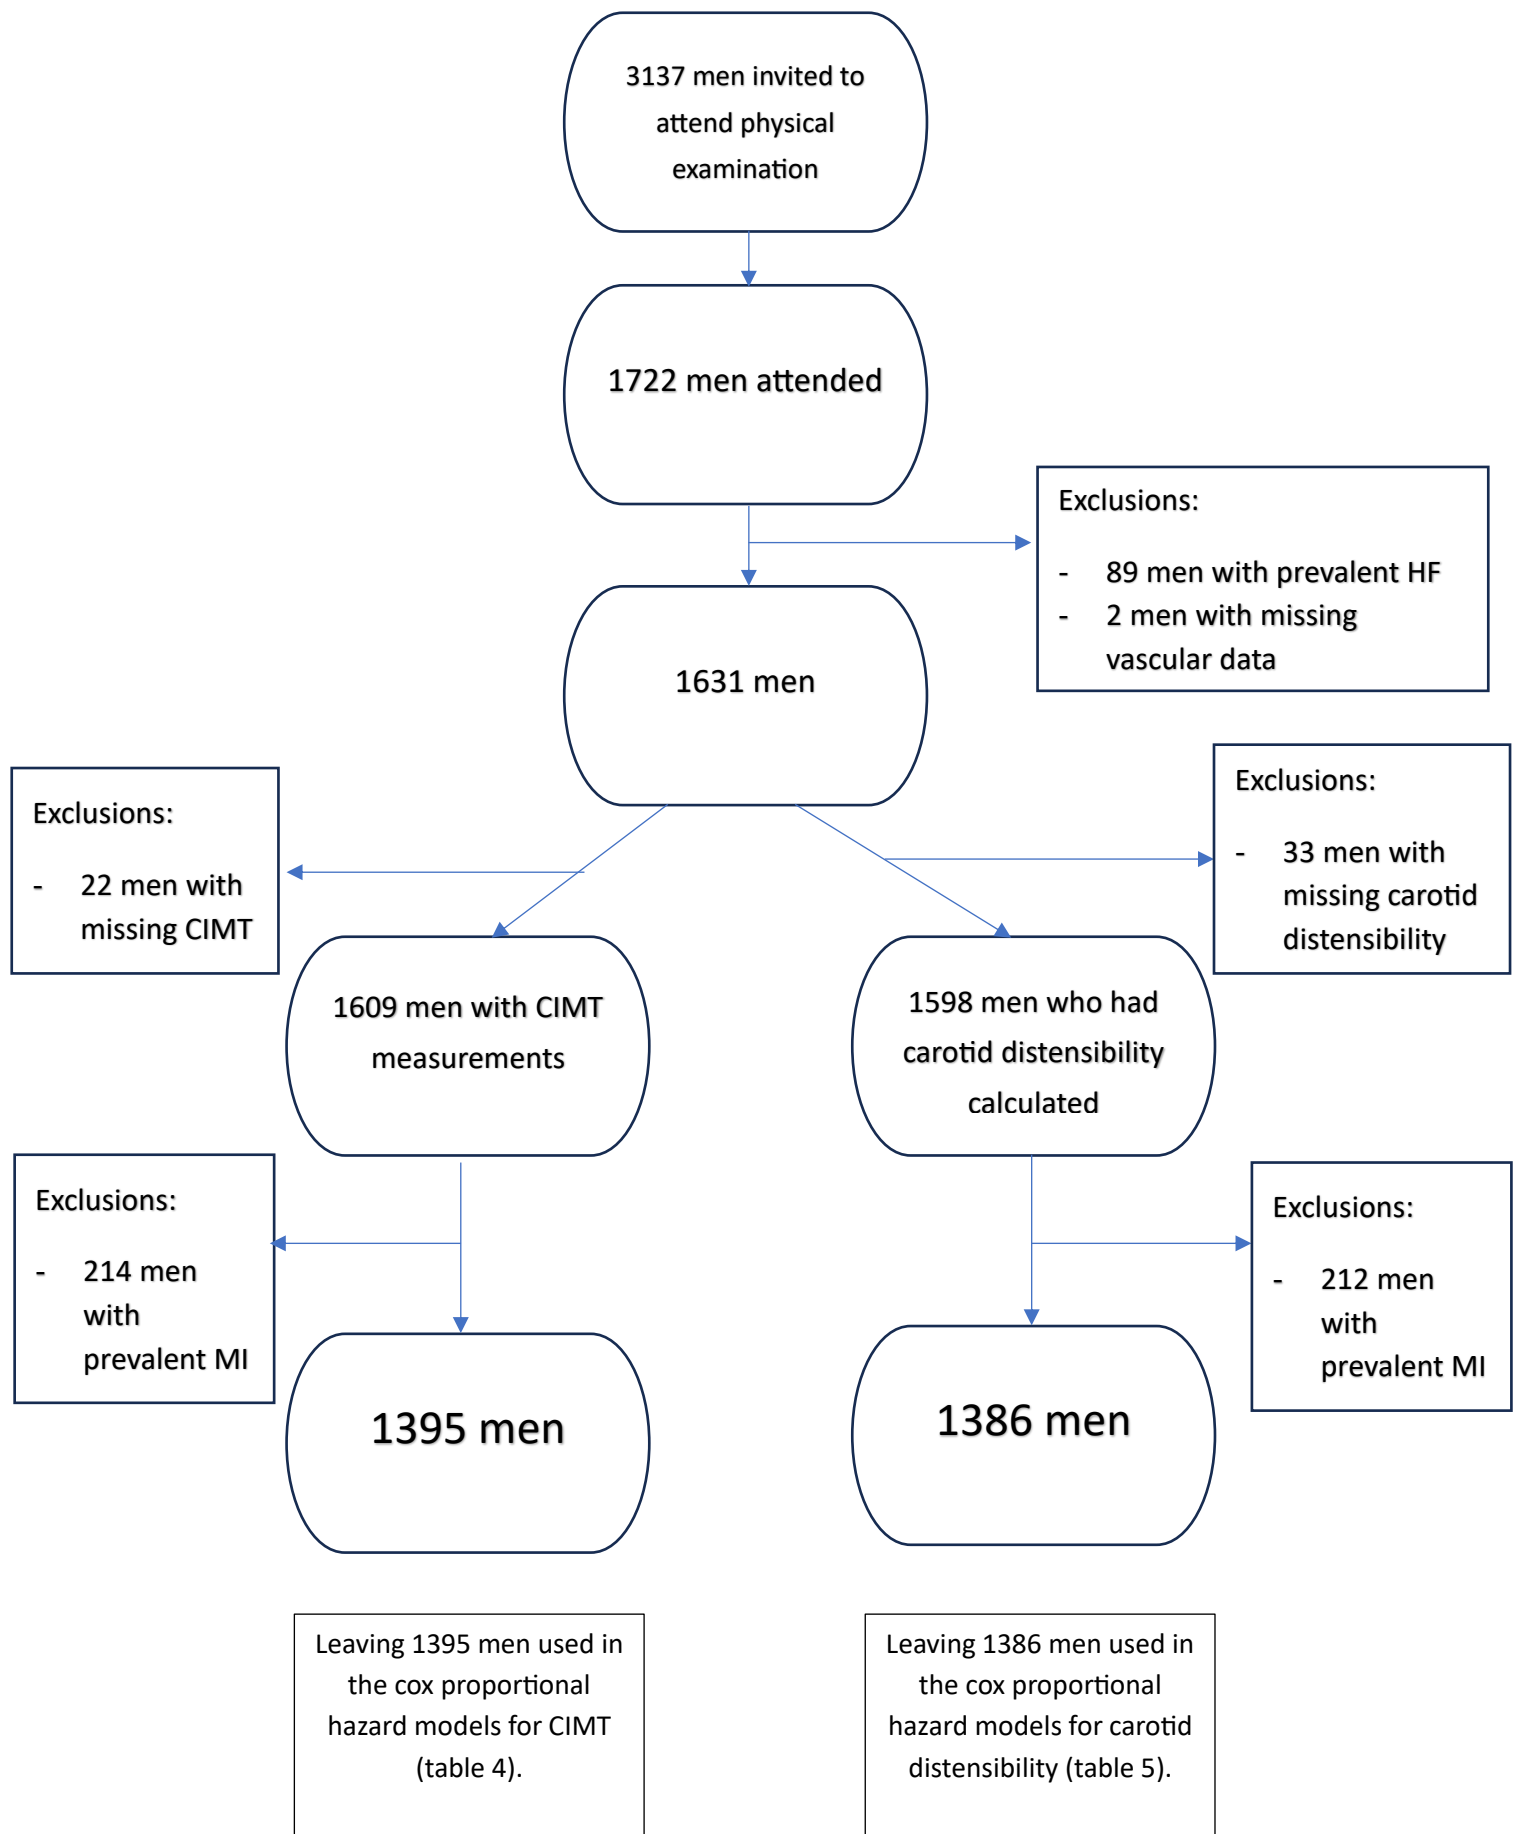 3137 men invited to
attend physical
examination
1722 men attended
Exclusions:
- 89 men with prevalent HF
- 2 men with missing
vascular data
1631 men
Exclusions:
- 22 men with
missing CIMT
Exclusions:
- 33 men with
missing carotid
distensibility
1609 men with CIMT
measurements
1598 men who had
carotid distensibility
calculated
Exclusions:
- 214 men
with
prevalent MI
Exclusions:
- 212 men
with
prevalent MI
1395 men
1386 men
Leaving 1395 men used in
the cox proportional
hazard models for CIMT
(table 4).
Leaving 1386 men used in
the cox proportional
hazard models for carotid
distensibility (table 5).